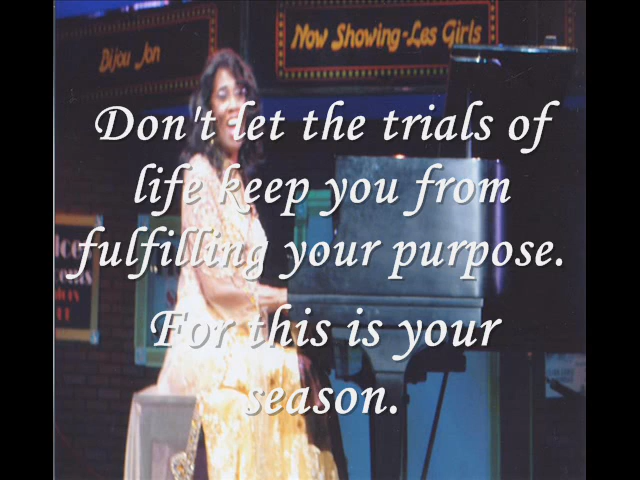 Bijou Jon
Now Showing-Les Girls
Don't let the trials of
life keep you from
fulfilling your purpose.
For this is your
season.